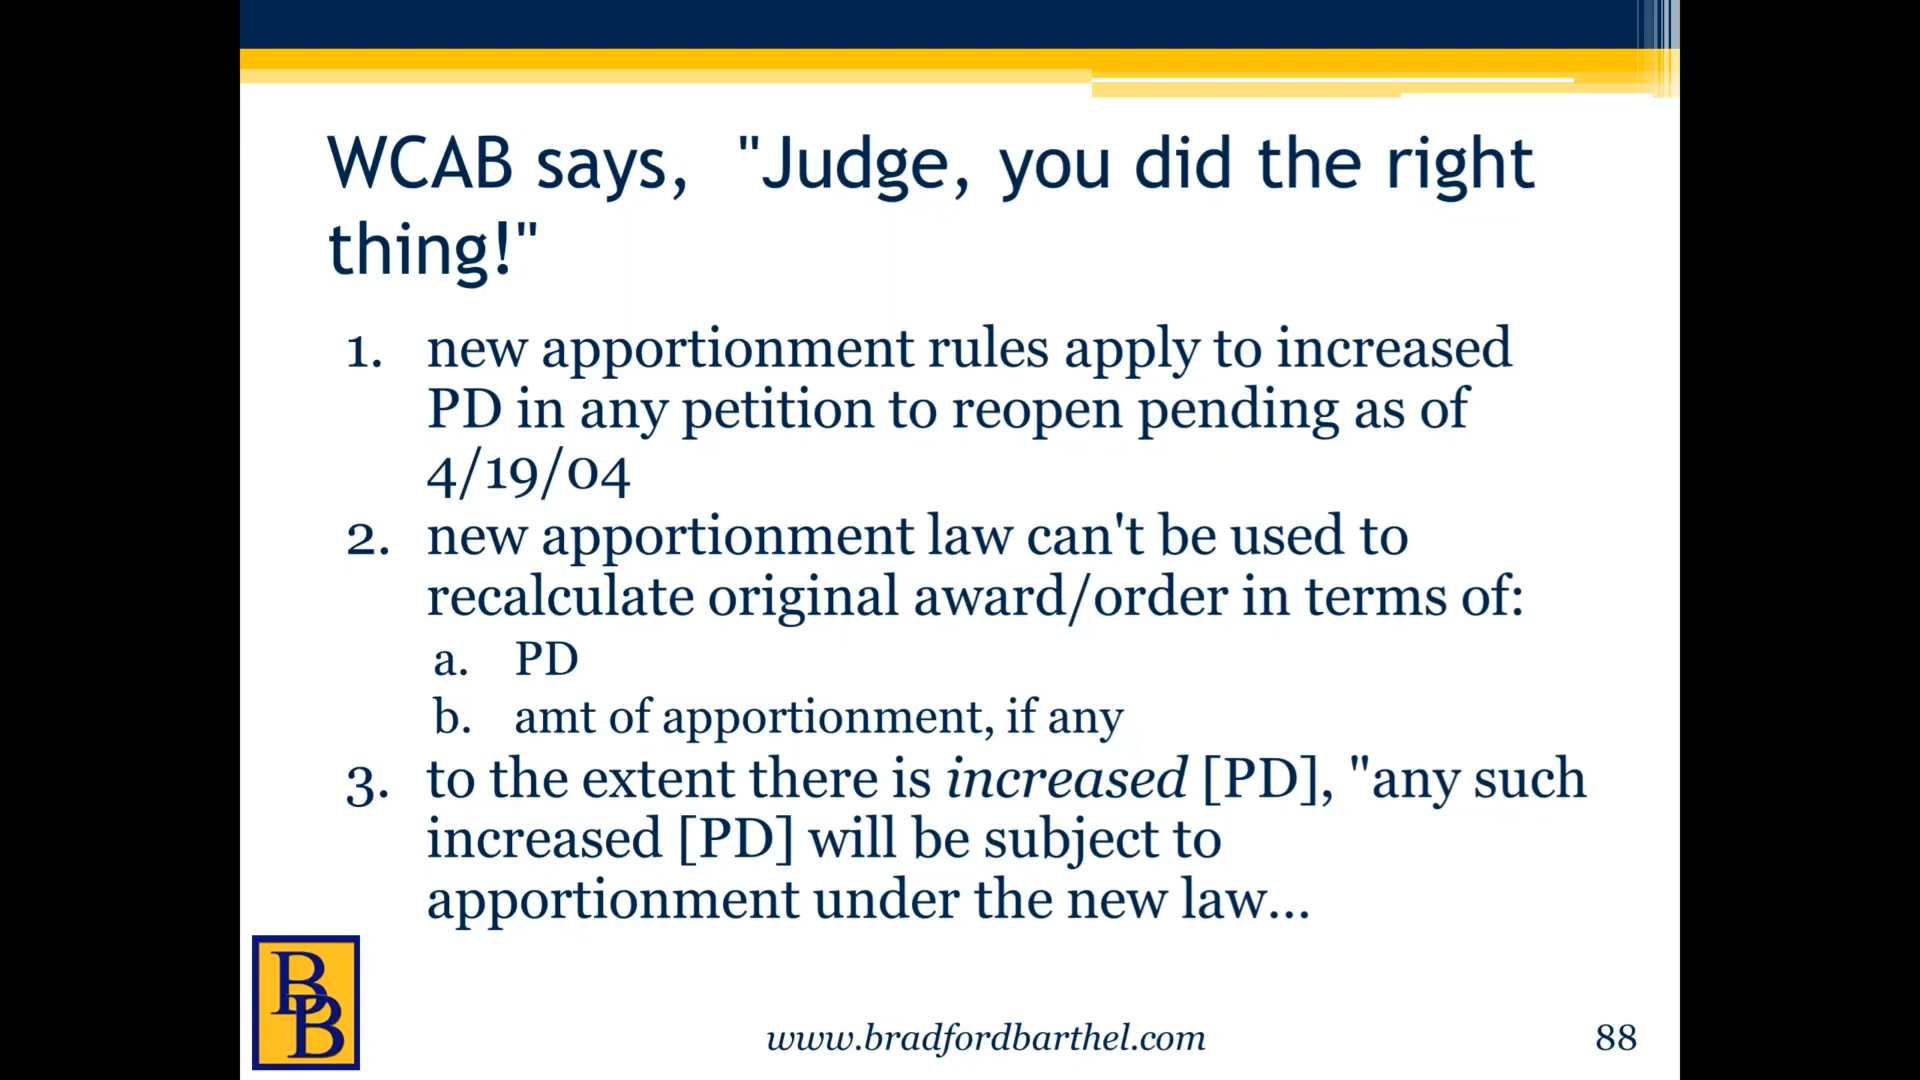 WCAB says,  "Judge, you did the right
thing!"
1. new apportionment rules apply to increased
PD in any petition to reopen pending as of
4/19/04
2. new apportionment law can't be used to
recalculate original award/order in terms of:
a. PD
b. amt of apportionment, if any
3. to the extent there is increased [PD], "any such
increased [PD] will be subject to
apportionment under the new law...
BB
www.bradfordbarthel.com
88